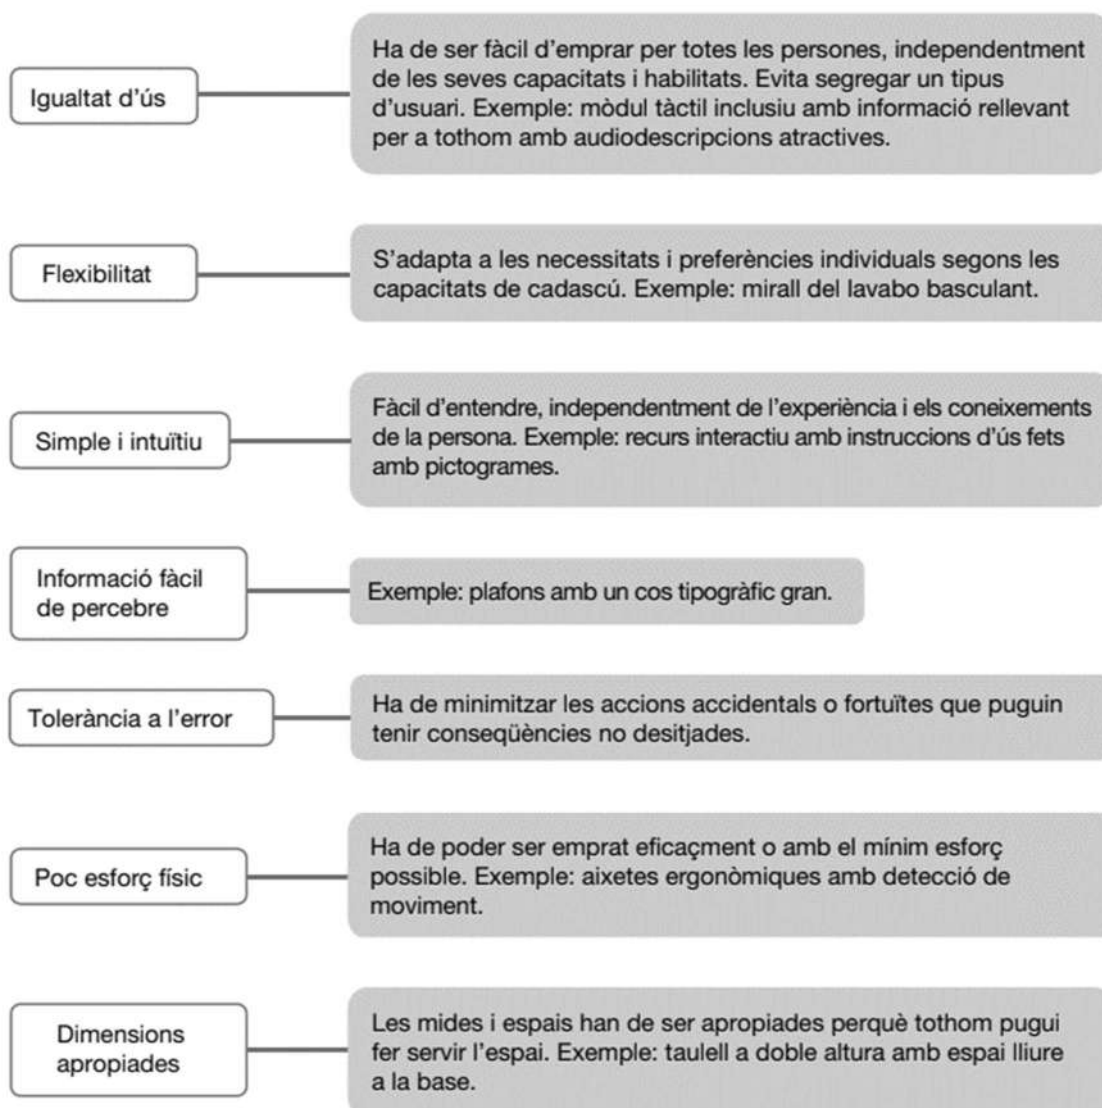 Igualtat d'ús
Ha de ser fàcil d'emprar per totes les persones, independentment
de les seves capacitats i habilitats. Evita segregar un tipus
d'usuari. Exemple: mòdul tàctil inclusiu amb informació rellevant
per a tothom amb audiodescripcions atractives.
Flexibilitat
S'adapta a les necessitats i preferències individuals segons les
capacitats de cadascú. Exemple: mirall del lavabo basculant.
Simple i intuïtiu
Fàcil d'entendre, independentment de l'experiència i els coneixements
de la persona. Exemple: recurs interactiu amb instruccions d'ús fets
amb pictogrames.
Informació fàcil
de percebre
Exemple: plafons amb un cos tipogràfic gran.
Tolerància a l'error
Ha de minimitzar les accions accidentals o fortuïtes que puguin
tenir conseqüències no desitjades.
Poc esforç físic
Ha de poder ser emprat eficaçment o amb el mínim esforç
possible. Exemple: aixetes ergonòmiques amb detecció de
moviment.
Dimensions
apropiades
Les mides i espais han de ser apropiades perquè tothom pugui
fer servir l'espai. Exemple: taulell a doble altura amb espai lliure
a la base.